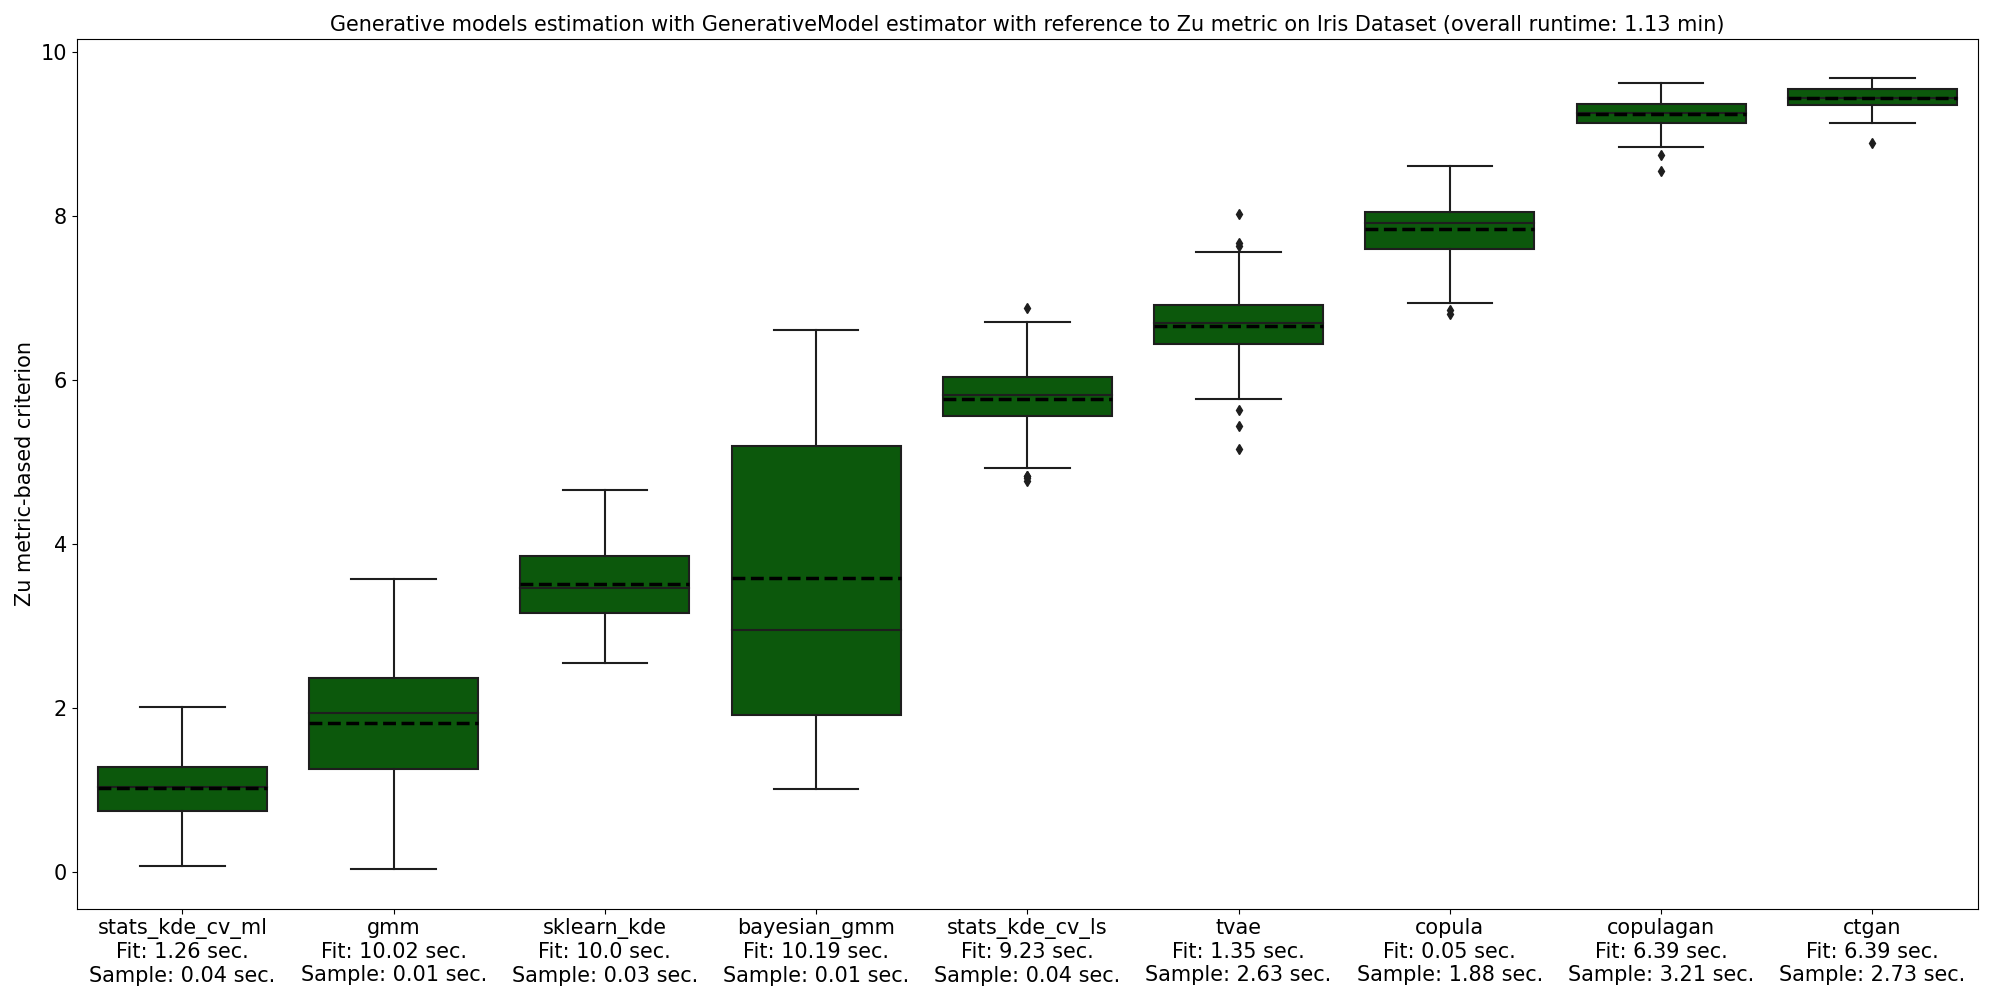 Generative models estimation with GenerativeModel estimator with reference to Zu metric on Iris Dataset (overall runtime: 1.13 min)
Zu metric-based criterion
10
8
6
4
2
0
stats_kde_cv_ml gmm sklearn_kde bayesian_gmm stats_kde_cv_ls tvae copula copulagan ctgan
Fit: 1.26 sec. Fit: 10.02 sec. Fit: 10.0 sec. Fit: 10.19 sec. Fit: 9.23 sec. Fit: 1.35 sec. Fit: 0.05 sec. Fit: 6.39 sec. Fit: 6.39 sec.
Sample: 0.04 sec. Sample: 0.01 sec. Sample: 0.03 sec. Sample: 0.01 sec. Sample: 0.04 sec. Sample: 2.63 sec. Sample: 1.88 sec. Sample: 3.21 sec. Sample: 2.73 sec.